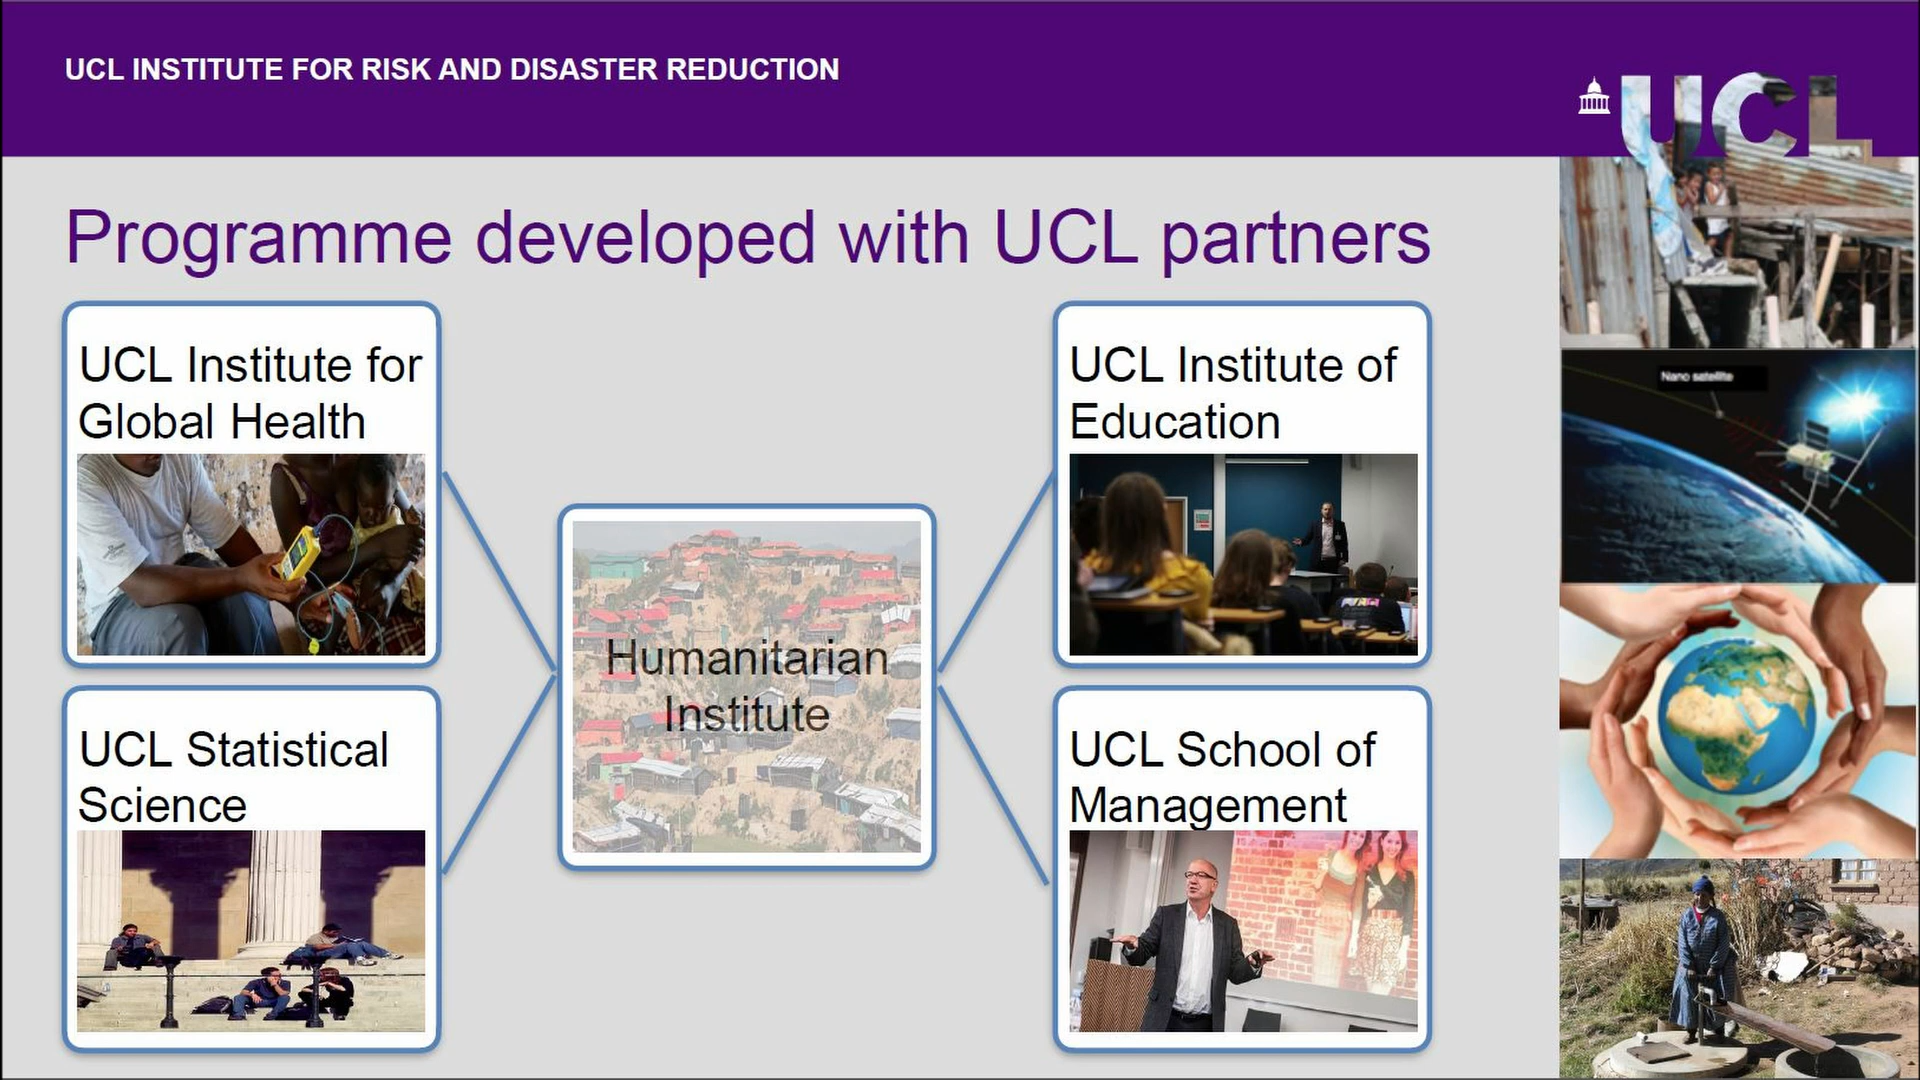 UCL INSTITUTE FOR RISK AND DISASTER REDUCTION
UCL
Programme developed with UCL partners
UCL Institute for
Global Health
UCL Statistical
Science
Humanitarian
Institute
UCL Institute of
Education
UCL School of
Management
Nano satellite